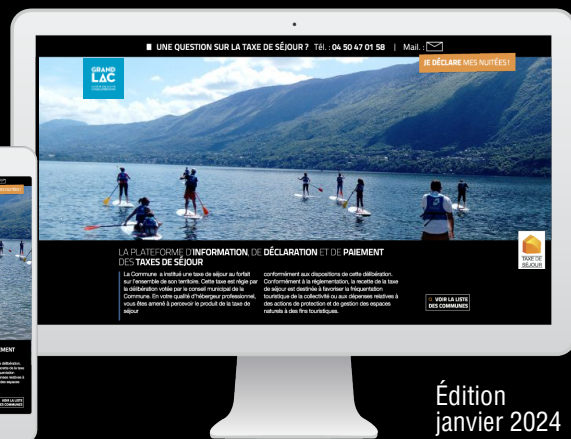 UNE QUESTION SUR LA TAXE DE SÉJOUR ? Tél. : 04 50 47 01 58 | Mail. :
JE DÉCLARE MES NUITÉES !
GRAND
LAC
LA PLATEFORME D'INFORMATION, DE DÉCLARATION ET DE PAIEMENT
DES TAXES DE SÉJOUR
La Commune a institué une taxe de séjour au forfait
sur l'ensemble de son territoire. Cette taxe est régie par
la délibération votée par le conseil municipal de la
Commune. En votre qualité d'hébergeur professionnel,
vous êtes amené à percevoir le produit de la taxe de
séjour
conformément aux dispositions de cette délibération.
Conformément à la réglementation, la recette de la taxe
de séjour est destinée à favoriser la fréquentation
touristique de la collectivité ou aux dépenses relatives à
des actions de protection et de gestion des espaces
naturels à des fins touristiques.
TAXE DE
SÉJOUR
VOIR LA LISTE
DES COMMUNES
PAIEMENT
VOIR LA LISTE
DES COMMUNES
Édition
janvier 2024